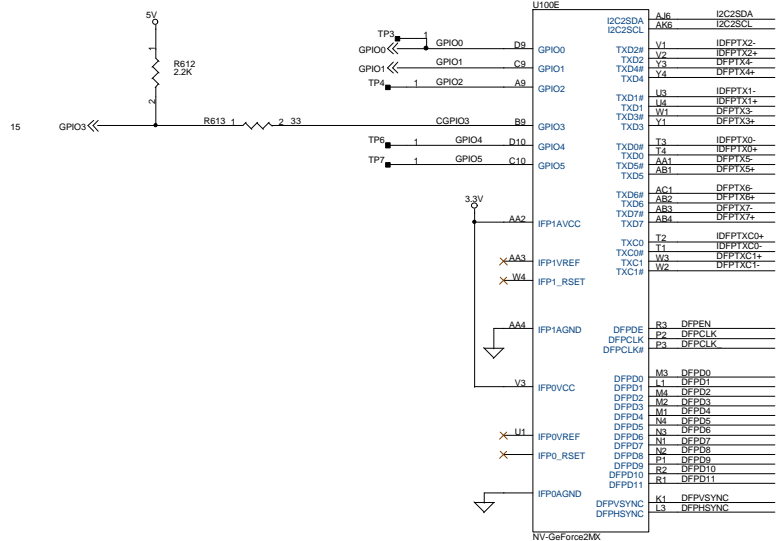 U100E
5V
1
R612
2.2K
2
15 GPIO3 R613 1 2 33 CGPIO3 B9 GPIO3
TP3 1
GPIO0 GPIO0 D9 GPIO0
GPIO1 GPIO1 C9 GPIO1
TP4 1 GPIO2 A9 GPIO2
TP6 1 GPIO4 D10 GPIO4
TP7 1 GPIO5 C10 GPIO5
3.3V
AA2 IFP1AVCC
AA3 IFP1VREF
W4 IFP1_RSET
AA4 IFP1AGND
V3 IFP0VCC
U1 IFP0VREF
IFP0_RSET
IFP0AGND
I2C2SDA AJ6 I2C2SDA
I2C2SCL AK6 I2C2SCL
TXD2# V1 IDFPTX2-
TXD2 V2 IDFPTX2+
TXD4# Y3 DFPTX4-
TXD4 Y4 DFPTX4+
TXD1# U3 IDFPTX1-
TXD1 U4 IDFPTX1+
TXD3# W1 DFPTX3-
TXD3 Y1 DFPTX3+
TXD0# T3 IDFPTX0-
TXD0 T4 IDFPTX0+
TXD5# AA1 DFPTX5-
TXD5 AB1 DFPTX5+
TXD6# AC1 DFPTX6-
TXD6 AB2 DFPTX6+
TXD7# AB3 DFPTX7-
TXD7 AB4 DFPTX7+
TXC0 T2 IDFPTXC0+
TXC0# T1 IDFPTXC0-
TXC1 W3 DFPTXC1+
TXC1# W2 DFPTXC1-
DFPDE R3 DFPEN
DFPCLK P2 DFPCLK
DFPCLK# P3 DFPCLK_
DFPD0 M3 DFPD0
DFPD1 L1 DFPD1
DFPD2 M4 DFPD2
DFPD3 M2 DFPD3
DFPD4 M1 DFPD4
DFPD5 N4 DFPD5
DFPD6 N3 DFPD6
DFPD7 N1 DFPD7
DFPD8 N2 DFPD8
DFPD9 P1 DFPD9
DFPD10 R2 DFPD10
DFPD11 R1 DFPD11
DFPVSYNC K1 DFPVSYNC
DFPHSYNC L3 DFPHSYNC
NV-GeForce2MX